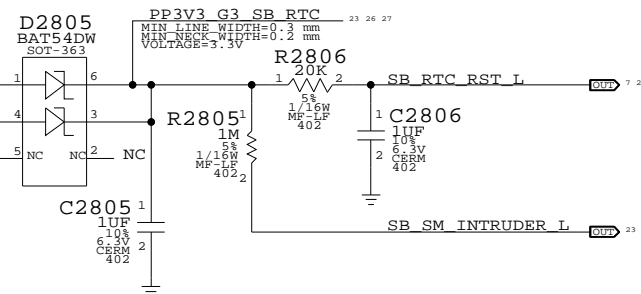 D2805
BAT54DW
SOT-363
PP3V3_G3_SB_RTC
23 26 27
MIN_LINE_WIDTH=0.3 mm
MIN_NECK_WIDTH=0.2 mm
VOLTAGE=3.3V
1
6
4
3
5
NC
NC
2
NC
R2806
20K
1
2
5%
1/16W
MF-LF
402
SB_RTC_RST_L
OUT
7 2
R2805
1
1M
5%
1/16W
MF-LF
402
2
C2806
1
1UF
10%
6.3V
CERM
402
2
C2805
1
1UF
10%
6.3V
CERM
402
2
SB_SM_INTRUDER_L
OUT
23